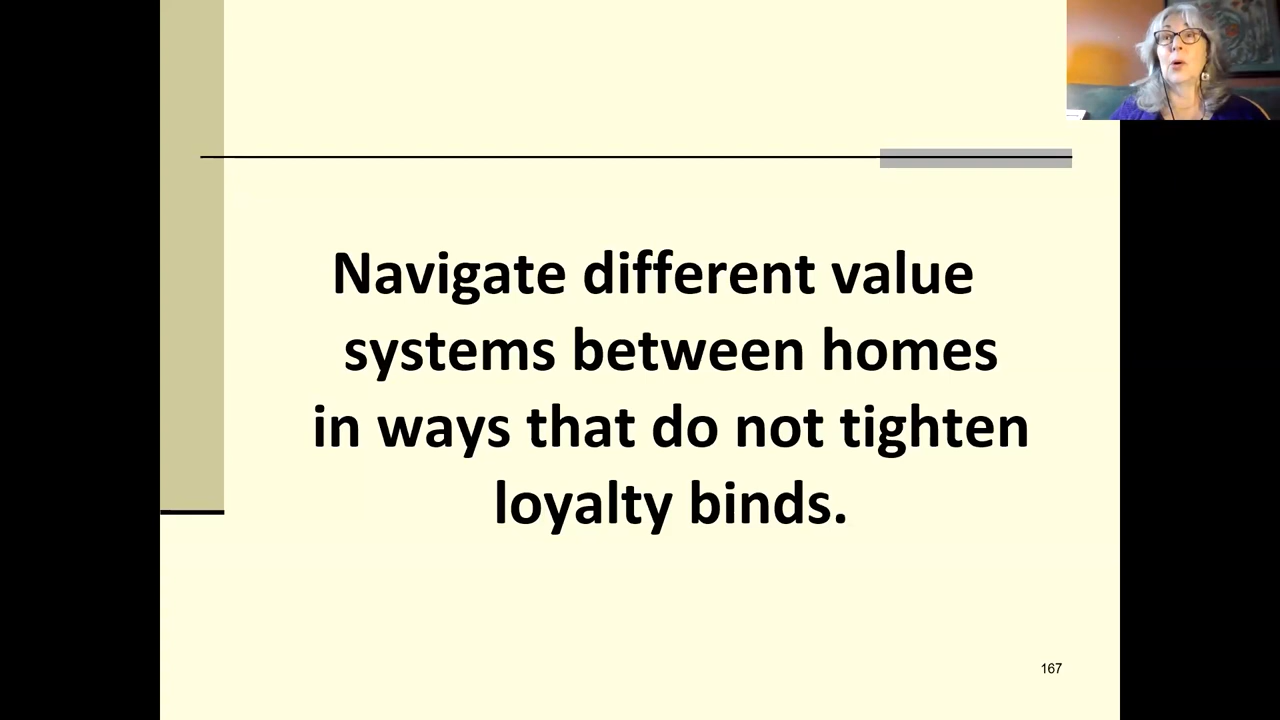 Navigate different value
systems between homes
in ways that do not tighten
loyalty binds.
167